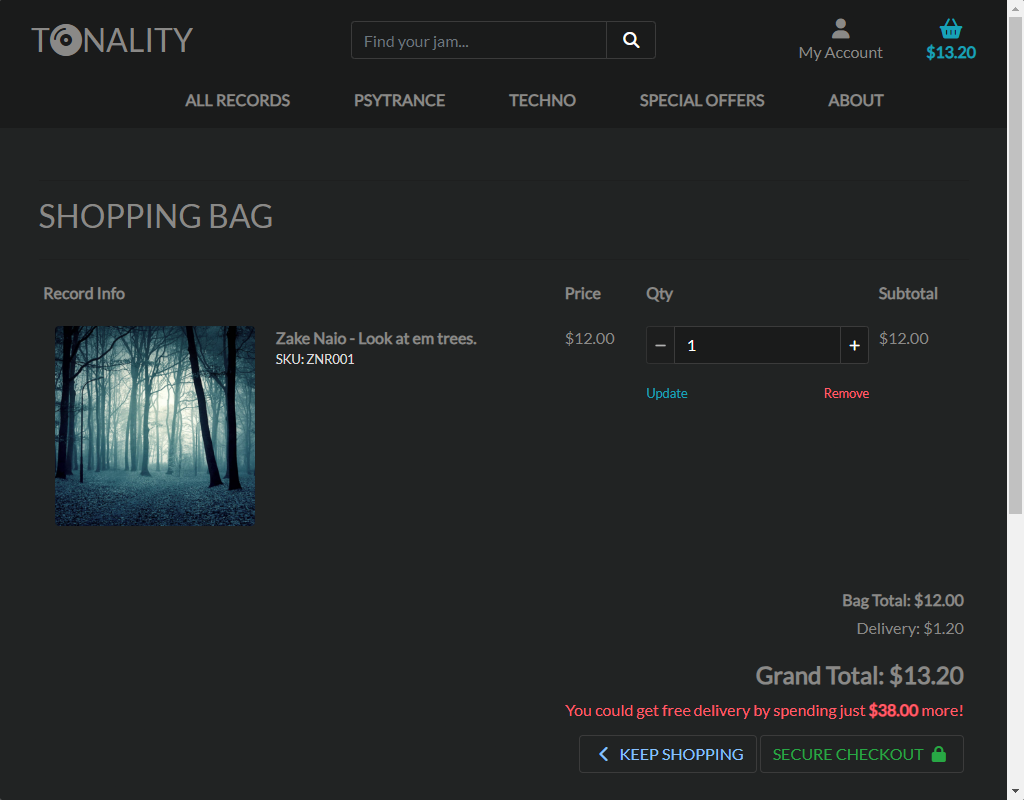 TONALITY
Find your jam...
My Account
$13.20
ALL RECORDS PSYTRANCE TECHNO SPECIAL OFFERS ABOUT
SHOPPING BAG
Record Info Price Qty Subtotal
Zake Naio - Look at em trees. $12.00 − 1 + $12.00
SKU: ZNR001
Update Remove
Bag Total: $12.00
Delivery: $1.20
Grand Total: $13.20
You could get free delivery by spending just $38.00 more!
KEEP SHOPPING SECURE CHECKOUT